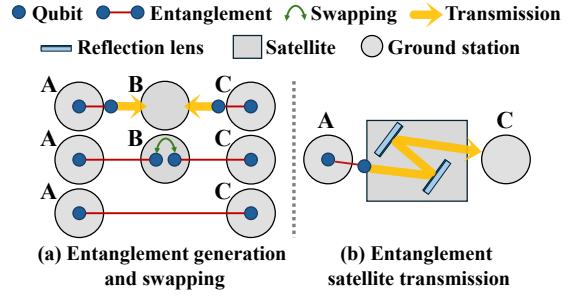 Qubit Entanglement Swapping Transmission
Reflection lens Satellite Ground station
A B C
A B C
A C
A C
(a) Entanglement generation
and swapping
(b) Entanglement
satellite transmission